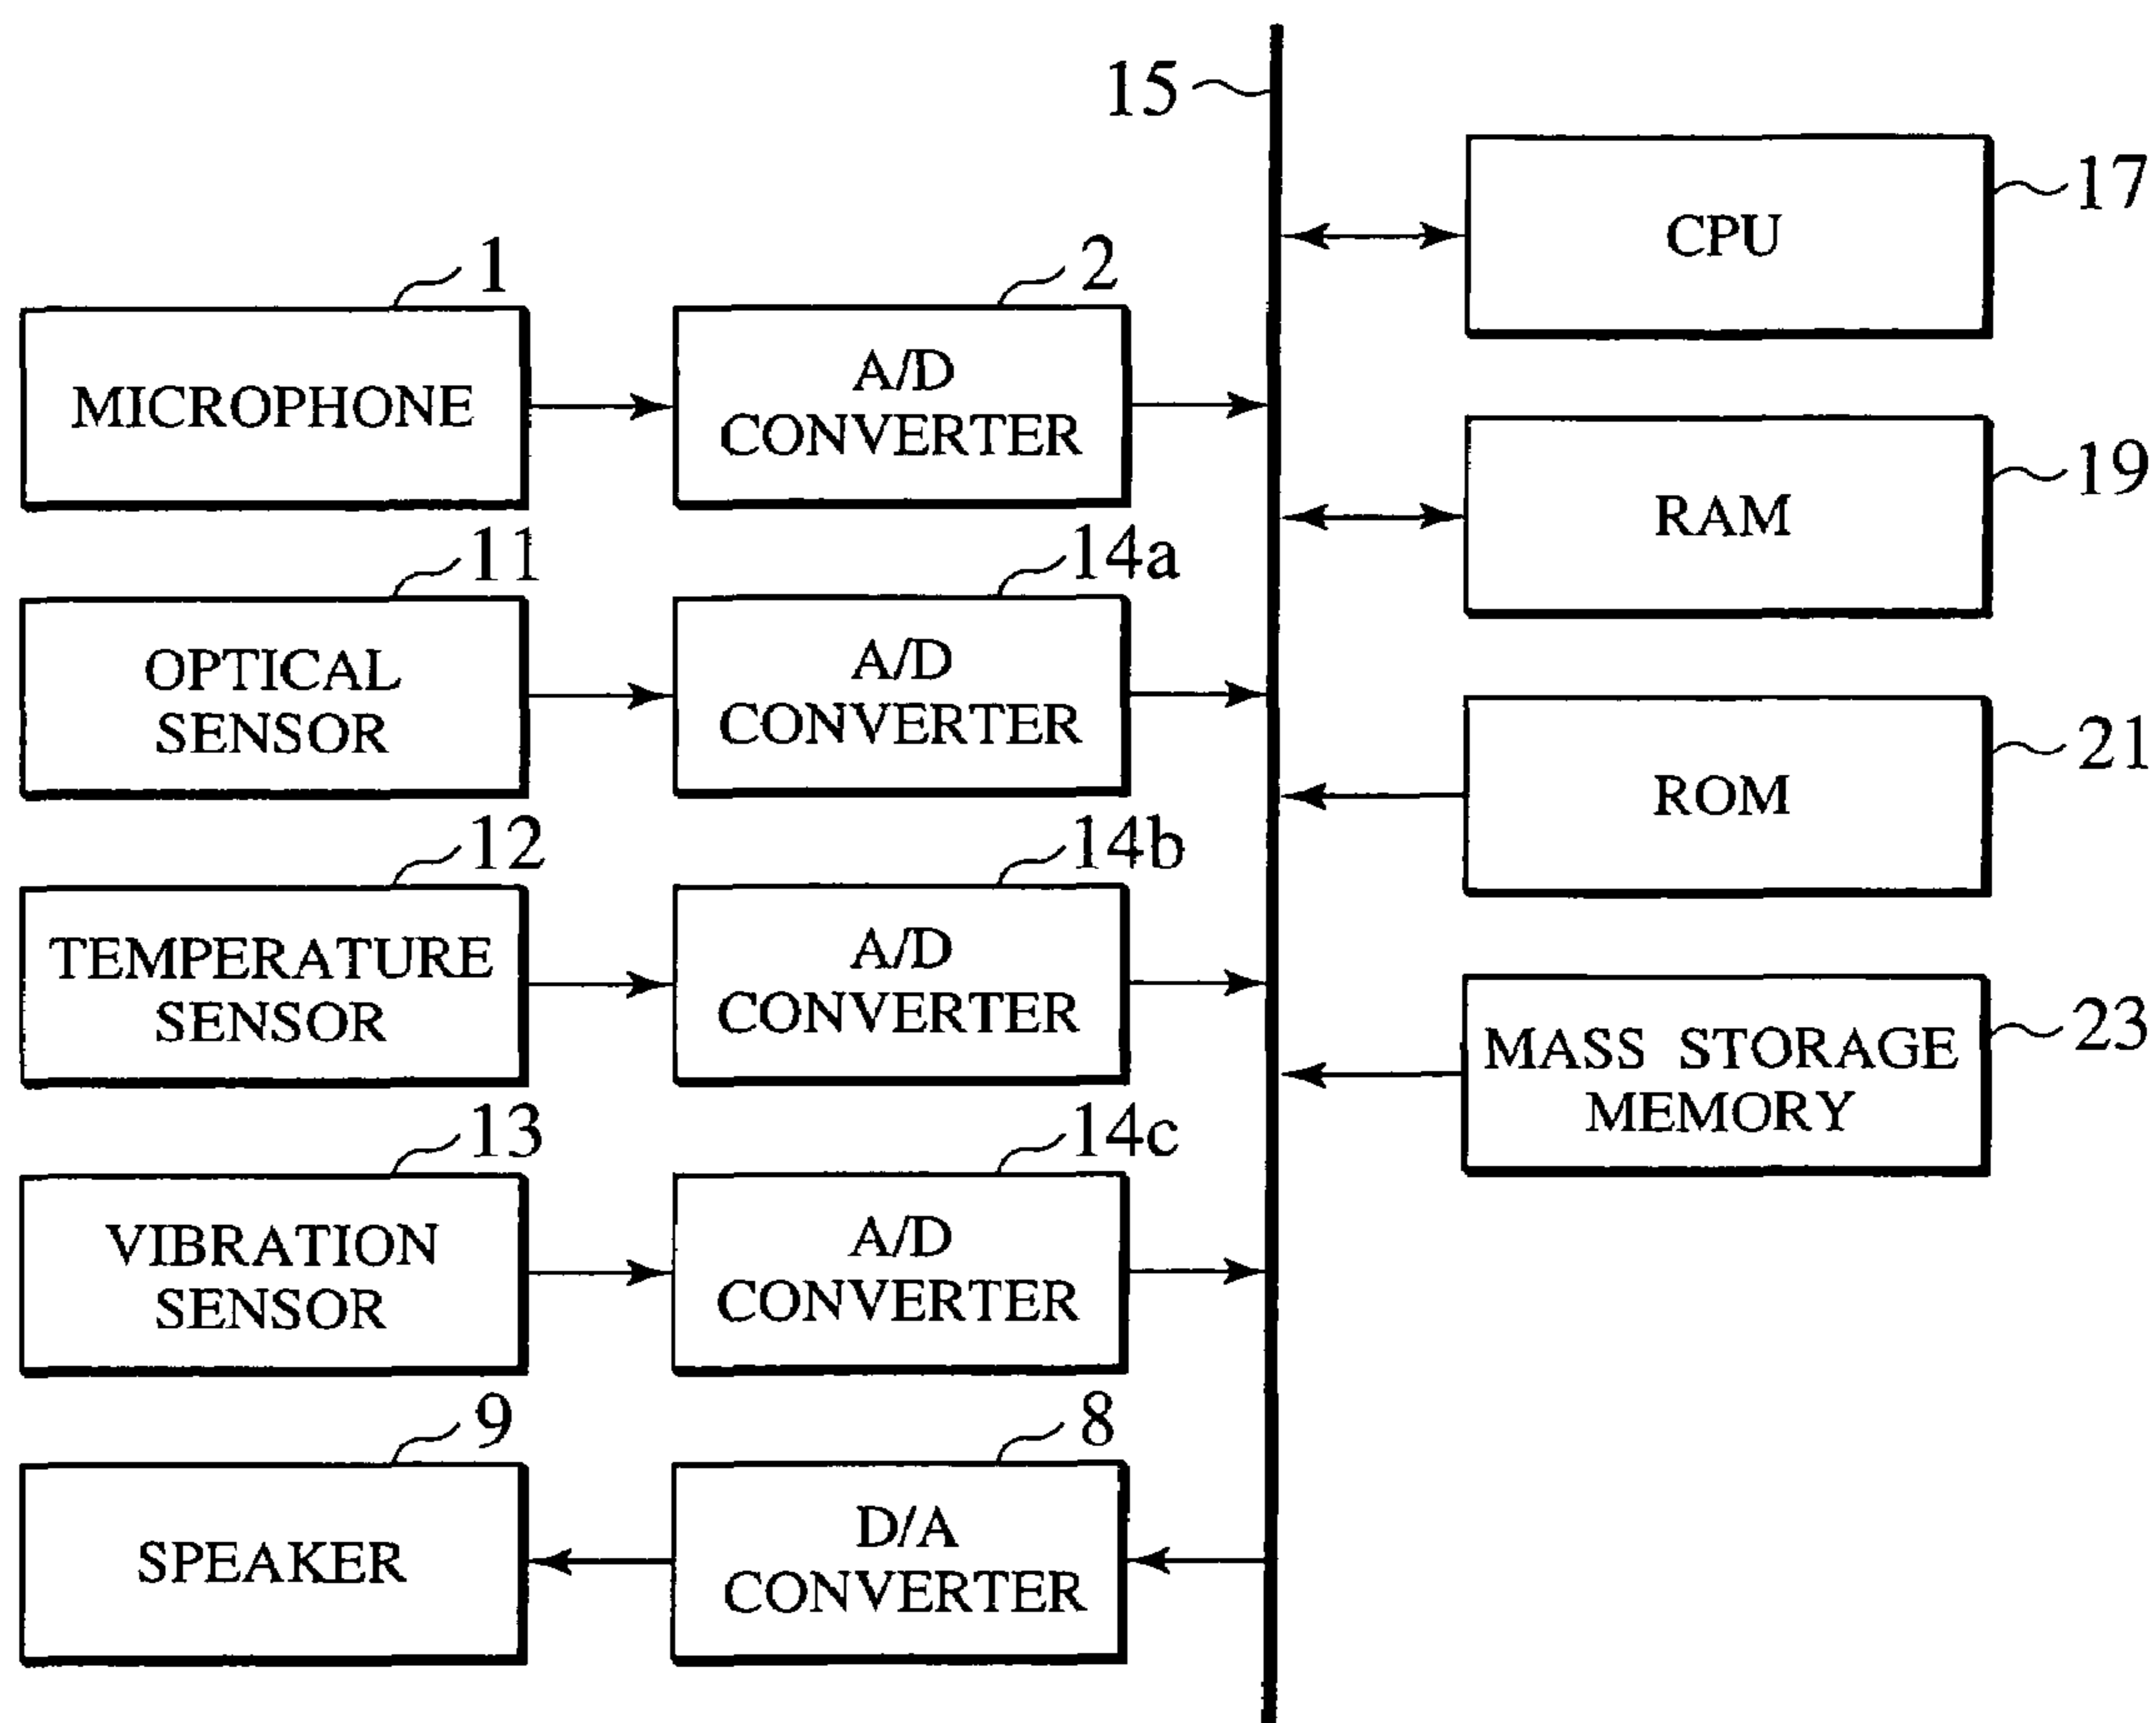 15
CPU
17
1
MICROPHONE
2
A/D
CONVERTER
RAM
19
11
OPTICAL
SENSOR
14a
A/D
CONVERTER
ROM
21
12
TEMPERATURE
SENSOR
14b
A/D
CONVERTER
MASS STORAGE
MEMORY
23
13
VIBRATION
SENSOR
14c
A/D
CONVERTER
9
SPEAKER
8
D/A
CONVERTER